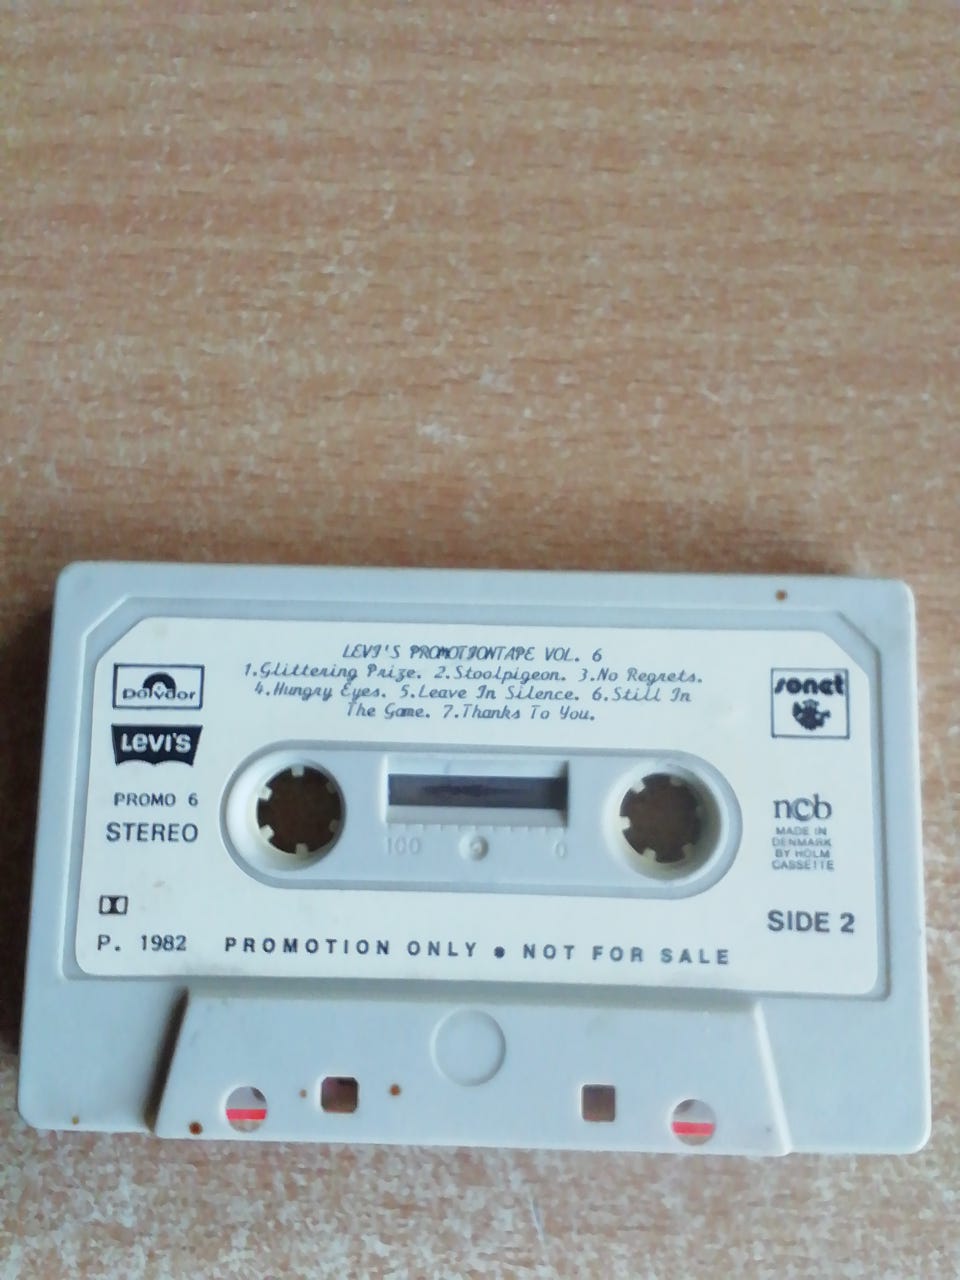 LEVI'S PROMOTIONTAPE VOL. 6
1.Glittering Prize. 2.Stoolpigeon. 3.No Regrets.
4.Hungry Eyes. 5.Leave In Silence. 6.Still In
The Game. 7.Thanks To You.
Polydor
LEVI'S
PROMO 6
STEREO
P. 1982
sonet
ncb
MADE IN
DENMARK
BY HOLM
CASSETTE
SIDE 2
100 0
PROMOTION ONLY ● NOT FOR SALE